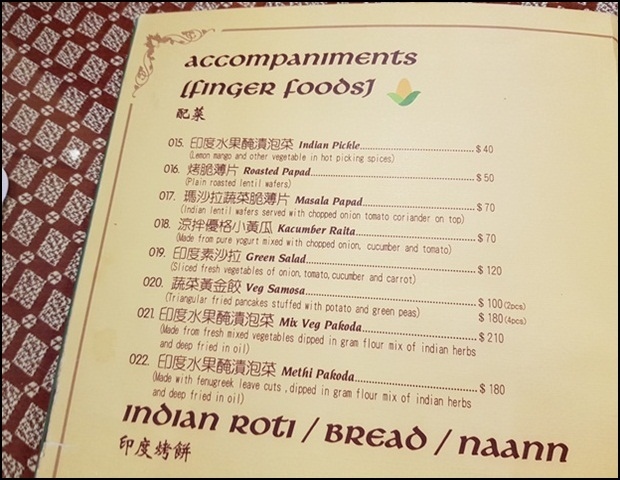 accompaniments
[finger foods]
配菜
015. 印度水果醃漬泡菜 Indian Pickle $40
(Lemon mango and other vegetable in hot picking spices)
016. 烤脆薄片 Roasted Papad $50
(Plain roasted lentil wafers)
017. 瑪沙拉蔬菜脆薄片 Masala Papad $70
(Indian lentil wafers served with chopped onion tomato coriander on top)
018. 涼拌優格小黃瓜 Kacumber Raita $70
(Made from pure yogurt mixed with chopped onion, cucumber and tomato)
019. 印度素沙拉 Green Salad $120
(Sliced fresh vegetables of onion, tomato, cucumber and carrot)
020. 蔬菜黃金餃 Veg Samosa $100 (2pcs)
(Triangular fried pancakes stuffed with potato and green peas) $180 (4pcs)
021. 印度水果醃漬泡菜 Mix Veg Pakoda $210
(Made from fresh mixed vegetables dipped in gram flour mix of indian herbs
and deep fried in oil)
022. 印度水果醃漬泡菜 Methi Pakoda $180
(Made with fenugreek leave cuts , dipped in gram flour mix of indian herbs
and deep fried in oil)
Indian Roti / Bread / Naann
印度烤餅